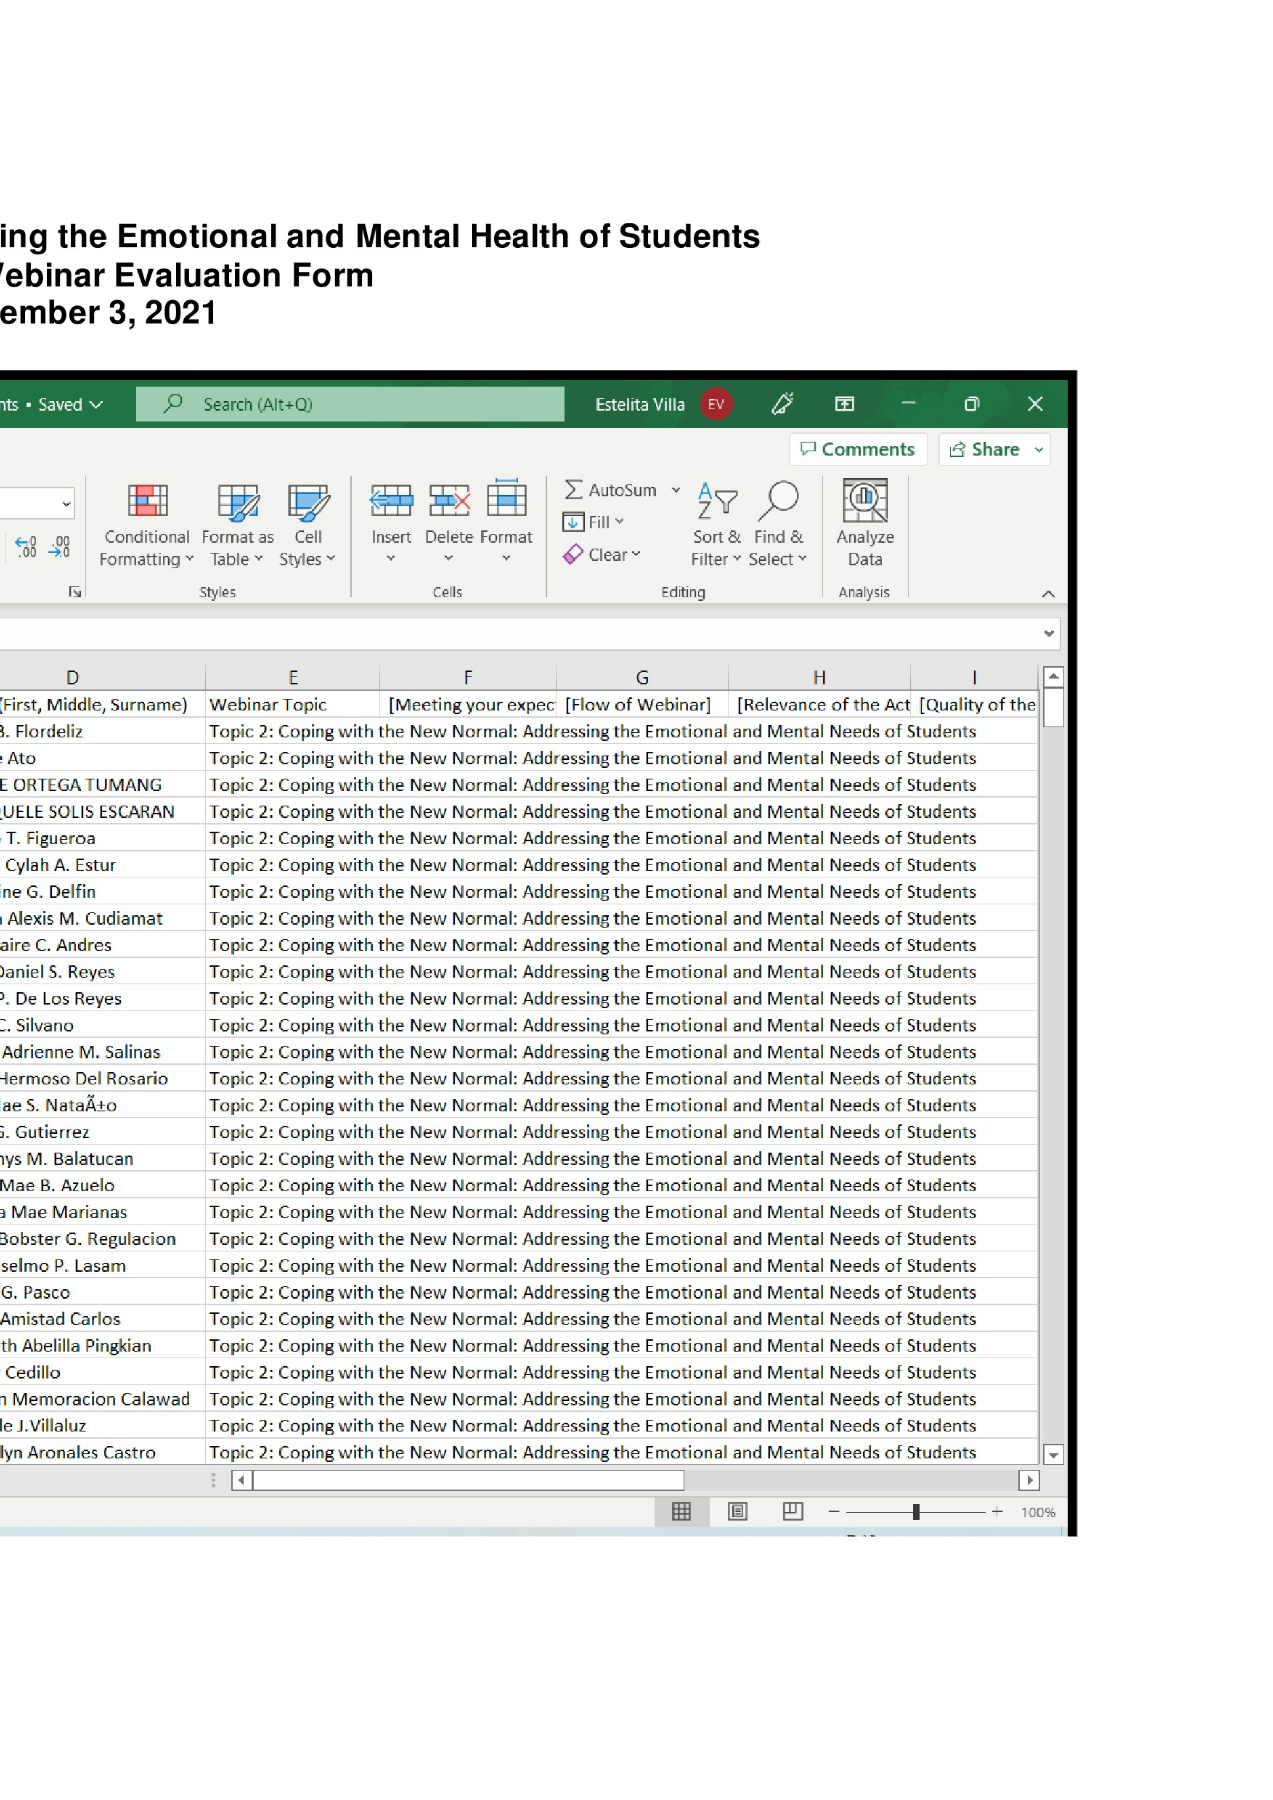 ing the Emotional and Mental Health of Students
Webinar Evaluation Form
ember 3, 2021
nts • Saved
Search (Alt+Q)
Estelita Villa EV
Comments Share
Conditional Formatting
Format as Table
Cell Styles
Insert
Delete
Format
AutoSum
Fill
Clear
Sort & Filter
Find & Select
Analyze Data
Styles
Cells
Editing
Analysis
D E F G H I
(First, Middle, Surname) Webinar Topic [Meeting your expec [Flow of Webinar] [Relevance of the Act [Quality of the
B. Flordeliz Topic 2: Coping with the New Normal: Addressing the Emotional and Mental Needs of Students
e Ato Topic 2: Coping with the New Normal: Addressing the Emotional and Mental Needs of Students
E ORTEGA TUMANG Topic 2: Coping with the New Normal: Addressing the Emotional and Mental Needs of Students
QUELE SOLIS ESCARAN Topic 2: Coping with the New Normal: Addressing the Emotional and Mental Needs of Students
T. Figueroa Topic 2: Coping with the New Normal: Addressing the Emotional and Mental Needs of Students
Cylah A. Estur Topic 2: Coping with the New Normal: Addressing the Emotional and Mental Needs of Students
ine G. Delfin Topic 2: Coping with the New Normal: Addressing the Emotional and Mental Needs of Students
a Alexis M. Cudiamat Topic 2: Coping with the New Normal: Addressing the Emotional and Mental Needs of Students
aire C. Andres Topic 2: Coping with the New Normal: Addressing the Emotional and Mental Needs of Students
Daniel S. Reyes Topic 2: Coping with the New Normal: Addressing the Emotional and Mental Needs of Students
P. De Los Reyes Topic 2: Coping with the New Normal: Addressing the Emotional and Mental Needs of Students
C. Silvano Topic 2: Coping with the New Normal: Addressing the Emotional and Mental Needs of Students
Adrienne M. Salinas Topic 2: Coping with the New Normal: Addressing the Emotional and Mental Needs of Students
Hermoso Del Rosario Topic 2: Coping with the New Normal: Addressing the Emotional and Mental Needs of Students
lae S. NataÃ±o Topic 2: Coping with the New Normal: Addressing the Emotional and Mental Needs of Students
G. Gutierrez Topic 2: Coping with the New Normal: Addressing the Emotional and Mental Needs of Students
nys M. Balatucan Topic 2: Coping with the New Normal: Addressing the Emotional and Mental Needs of Students
Mae B. Azuelo Topic 2: Coping with the New Normal: Addressing the Emotional and Mental Needs of Students
a Mae Marianas Topic 2: Coping with the New Normal: Addressing the Emotional and Mental Needs of Students
Bobster G. Regulacion Topic 2: Coping with the New Normal: Addressing the Emotional and Mental Needs of Students
selmo P. Lasam Topic 2: Coping with the New Normal: Addressing the Emotional and Mental Needs of Students
G. Pasco Topic 2: Coping with the New Normal: Addressing the Emotional and Mental Needs of Students
Amistad Carlos Topic 2: Coping with the New Normal: Addressing the Emotional and Mental Needs of Students
th Abelilla Pingkian Topic 2: Coping with the New Normal: Addressing the Emotional and Mental Needs of Students
Cedillo Topic 2: Coping with the New Normal: Addressing the Emotional and Mental Needs of Students
n Memoracion Calawad Topic 2: Coping with the New Normal: Addressing the Emotional and Mental Needs of Students
de J.Villaluz Topic 2: Coping with the New Normal: Addressing the Emotional and Mental Needs of Students
lyn Aronales Castro Topic 2: Coping with the New Normal: Addressing the Emotional and Mental Needs of Students
100%